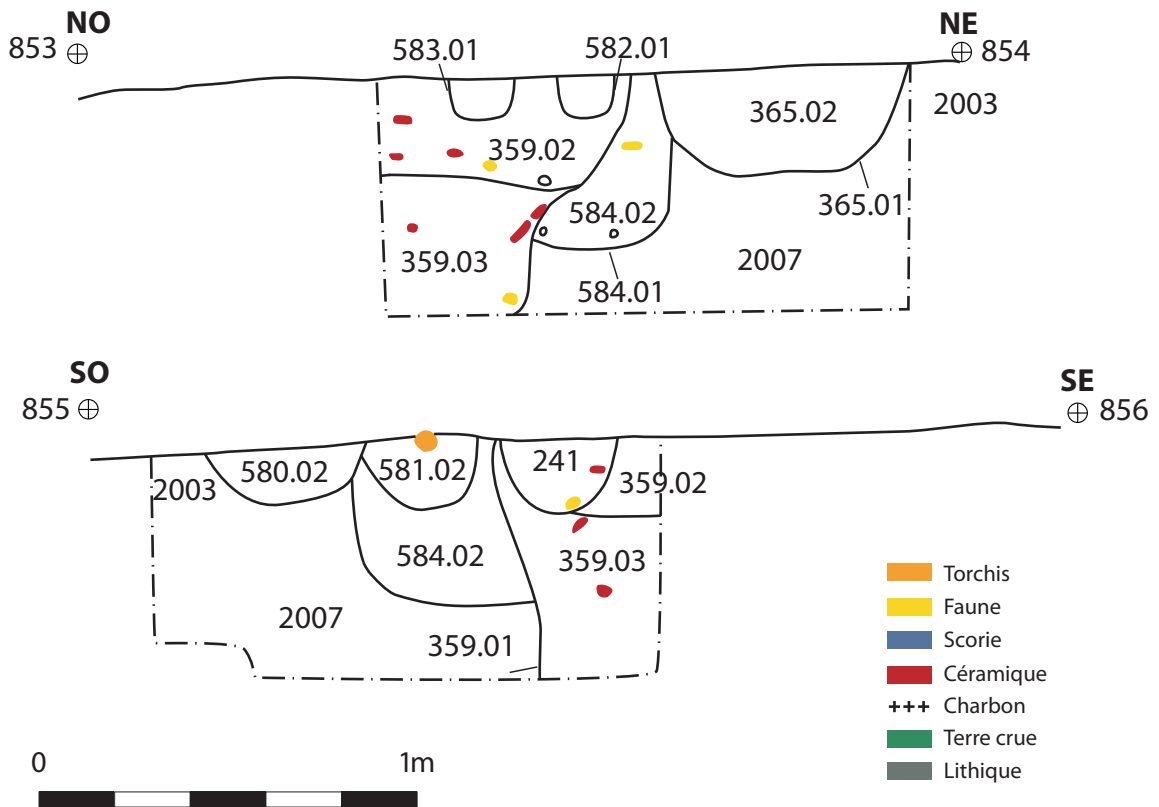 NO
NE
853
854
583.01
582.01
2003
365.02
359.02
365.01
584.02
359.03
2007
584.01
SO
SE
855
856
241
580.02
581.02
2003
359.02
584.02
359.03
2007
359.01
Torchis
Faune
Scorie
Céramique
+++ Charbon
Terre crue
Lithique
0 1m